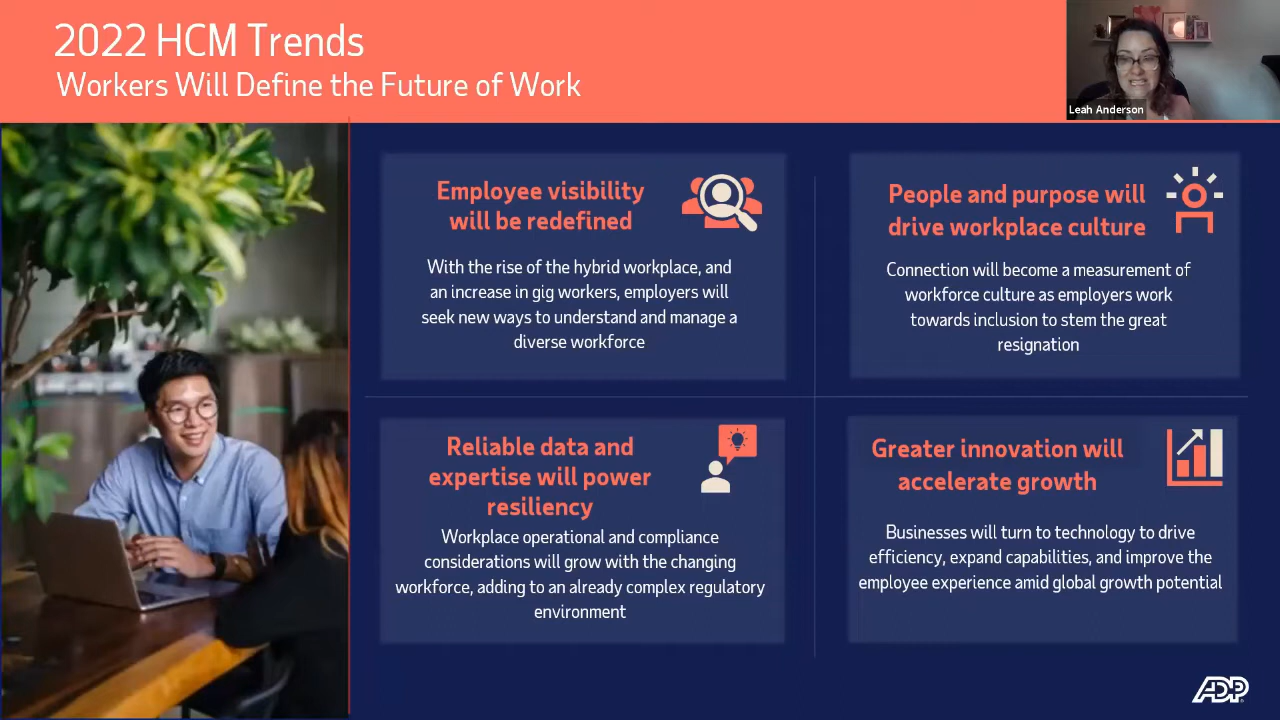 2022 HCM Trends
Workers Will Define the Future of Work
Leah Anderson
Employee visibility
will be redefined
With the rise of the hybrid workplace, and
an increase in gig workers, employers will
seek new ways to understand and manage a
diverse workforce
People and purpose will
drive workplace culture
Connection will become a measurement of
workforce culture as employers work
towards inclusion to stem the great
resignation
Reliable data and
expertise will power
resiliency
Workplace operational and compliance
considerations will grow with the changing
workforce, adding to an already complex regulatory
environment
Greater innovation will
accelerate growth
Businesses will turn to technology to drive
efficiency, expand capabilities, and improve the
employee experience amid global growth potential
ADP